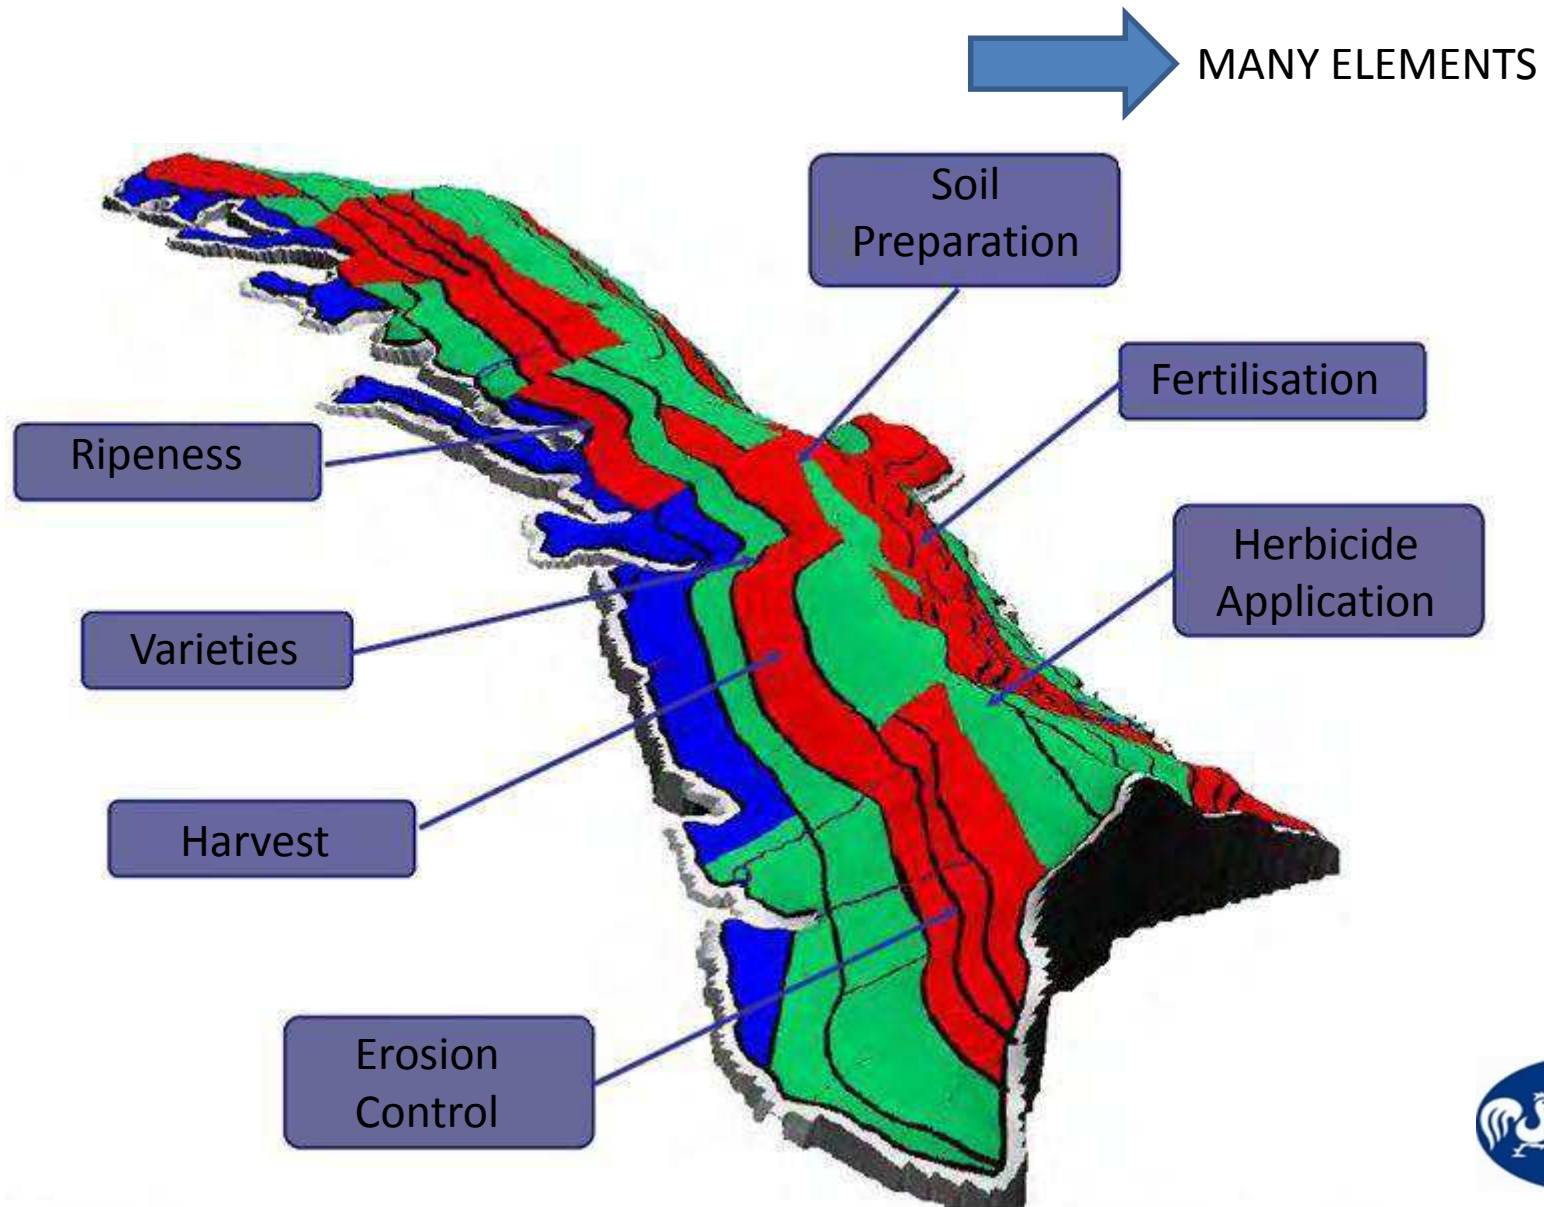 MANY ELEMENTS
Soil
Preparation
Fertilisation
Ripeness
Herbicide
Application
Varieties
Harvest
Erosion
Control